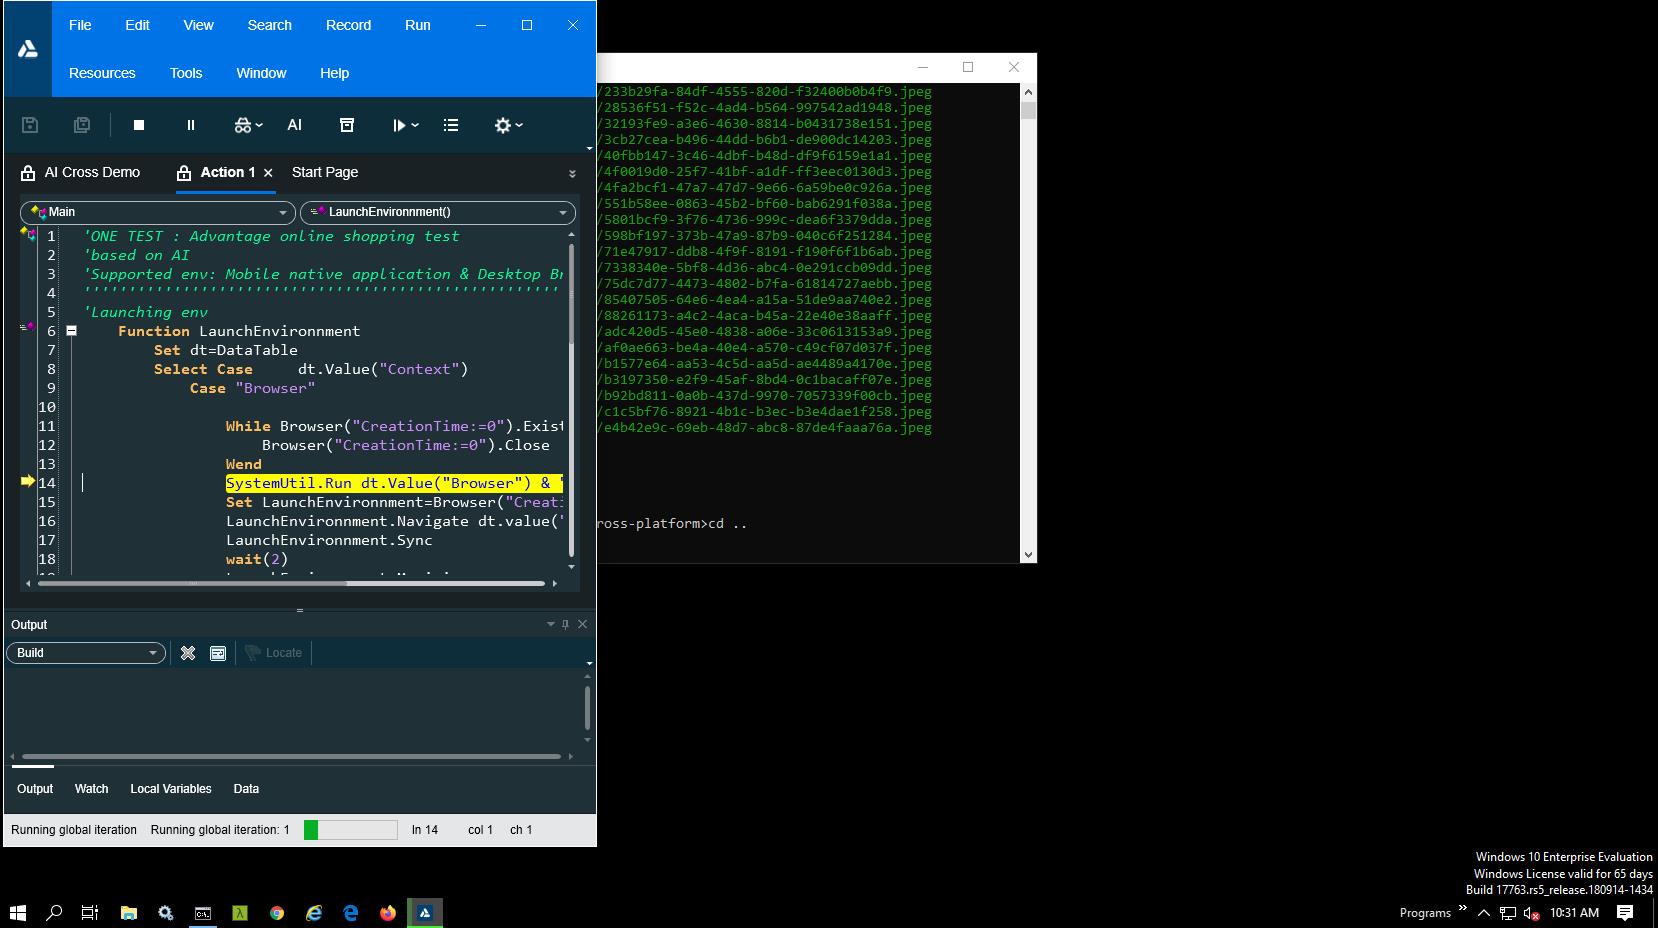 File Edit View Search Record Run
Resources Tools Window Help
AI
AI Cross Demo Action 1 Start Page
Main LaunchEnvironnment()
1 'ONE TEST : Advantage online shopping test
2 'based on AI
3 'Supported env: Mobile native application & Desktop Br
4 ''''''''''''''''''''''''''''''''''''''''''''''''''''''
5 'Launching env
6 Function LaunchEnvironnment
7 Set dt=DataTable
8 Select Case dt.Value("Context")
9 Case "Browser"
10
11 While Browser("CreationTime:=0").Exist
12 Browser("CreationTime:=0").Close
13 Wend
14 SystemUtil.Run dt.Value("Browser") & "
15 Set LaunchEnvironnment=Browser("Creati
16 LaunchEnvironnment.Navigate dt.value("
17 LaunchEnvironnment.Sync
18 wait(2)
Output
Build Locate
Output Watch Local Variables Data
Running global iteration Running global iteration: 1 ln 14 col 1 ch 1
/233b29fa-84df-4555-820d-f32400b0b4f9.jpeg
/28536f51-f52c-4ad4-b564-997542ad1948.jpeg
/32193fe9-a3e6-4630-8814-b0431738e151.jpeg
/3cb27cea-b496-44dd-b6b1-de900dc14203.jpeg
/40fbb147-3c46-4dbf-b48d-df9f6159e1a1.jpeg
/4f0019d0-25f7-41bf-a1df-ff3eec0130d3.jpeg
/4fa2bcf1-47a7-47d7-9e66-6a59be0c926a.jpeg
/551b58ee-0863-45b2-bf60-bab6291f038a.jpeg
/5801bcf9-3f76-4736-999c-dea6f3379dda.jpeg
/598bf197-373b-47a9-87b9-040c6f251284.jpeg
/71e47917-ddb8-4f9f-8191-f190f6f1b6ab.jpeg
/7338340e-5bf8-4d36-abc4-0e291ccb09dd.jpeg
/75dc7d77-4473-4802-b7fa-61814727aebb.jpeg
/85407505-64e6-4ea4-a15a-51de9aa740e2.jpeg
/88261173-a4c2-4aca-b45a-22e40e38aaff.jpeg
/adc420d5-45e0-4838-a06e-33c0613153a9.jpeg
/af0ae663-be4a-40e4-a570-c49cf07d037f.jpeg
/b1577e64-aa53-4c5d-aa5d-ae4489a4170e.jpeg
/b3197350-e2f9-45af-8bd4-0c1bacaff07e.jpeg
/b92bd811-0a0b-437d-9970-7057339f00cb.jpeg
/c1c5bf76-8921-4b1c-b3ec-b3e4dae1f258.jpeg
/e4b42e9c-69eb-48d7-abc8-87de4faaa76a.jpeg
ross-platform>cd ..
Windows 10 Enterprise Evaluation
Windows License valid for 65 days
Build 17763.rs5_release.180914-1434
Programs 10:31 AM